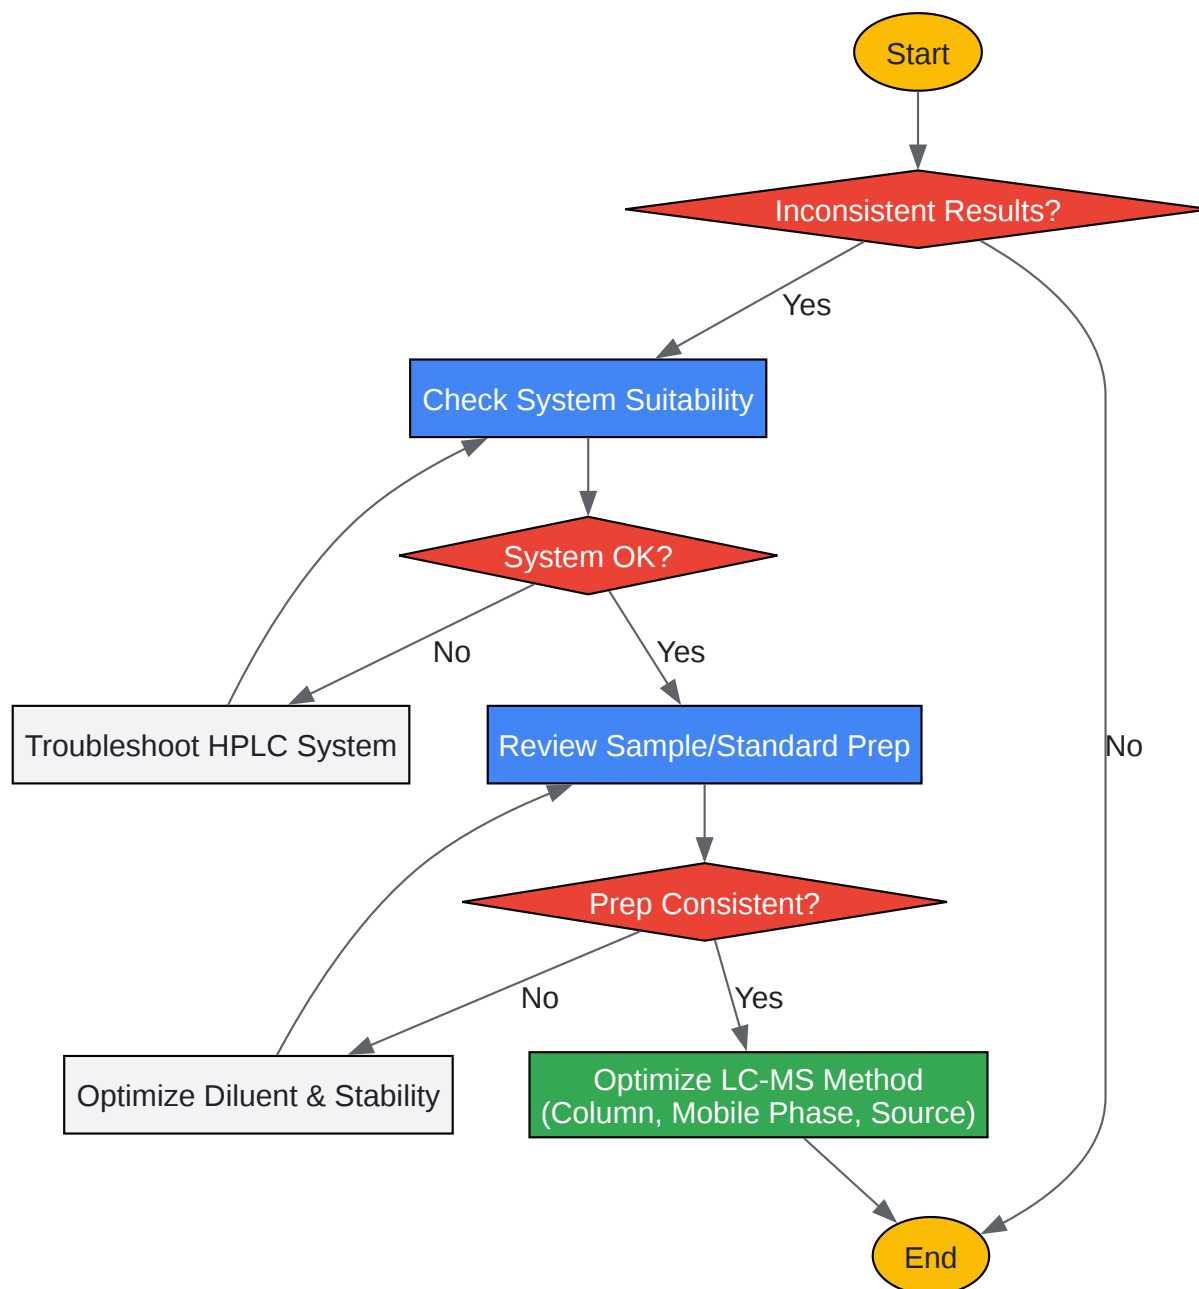 Start
Inconsistent Results?
Yes
Check System Suitability
System OK?
No
Yes
Troubleshoot HPLC System
Review Sample/Standard Prep
No
Prep Consistent?
No
Yes
Optimize Diluent & Stability
Optimize LC-MS Method
(Column, Mobile Phase, Source)
End